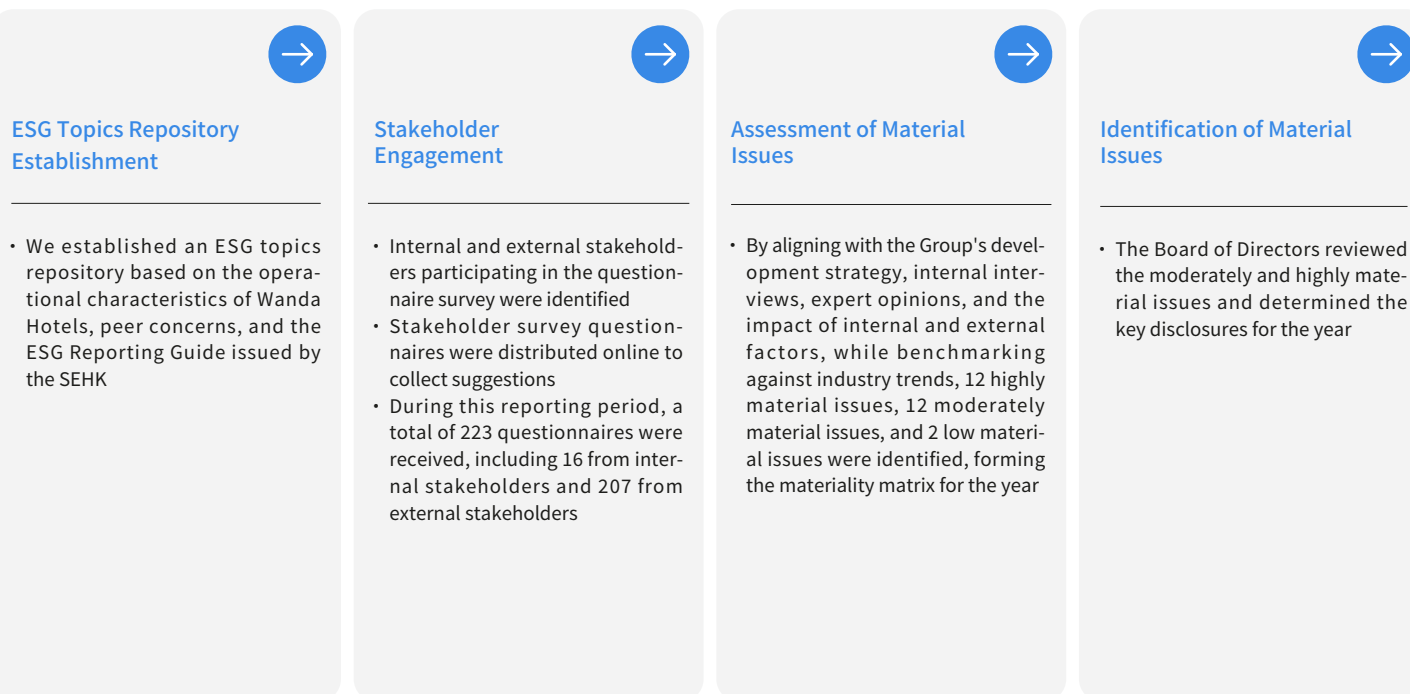 ESG Topics Repository
Establishment
• We established an ESG topics
repository based on the opera-
tional characteristics of Wanda
Hotels, peer concerns, and the
ESG Reporting Guide issued by
the SEHK
Stakeholder
Engagement
• Internal and external stakehold-
ers participating in the question-
naire survey were identified
• Stakeholder survey question-
naires were distributed online to
collect suggestions
• During this reporting period, a
total of 223 questionnaires were
received, including 16 from inter-
nal stakeholders and 207 from
external stakeholders
Assessment of Material
Issues
• By aligning with the Group's devel-
opment strategy, internal inter-
views, expert opinions, and the
impact of internal and external
factors, while benchmarking
against industry trends, 12 highly
material issues, 12 moderately
material issues, and 2 low materi-
al issues were identified, forming
the materiality matrix for the year
Identification of Material
Issues
• The Board of Directors reviewed
the moderately and highly mate-
rial issues and determined the
key disclosures for the year